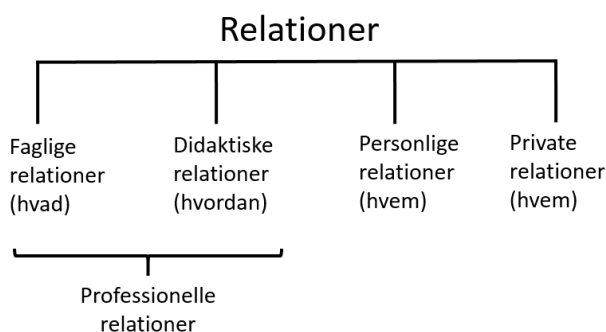 Relationer
Faglige
relationer
(hvad)
Didaktiske
relationer
(hvordan)
Personlige
relationer
(hvem)
Private
relationer
(hvem)
Professionelle
relationer